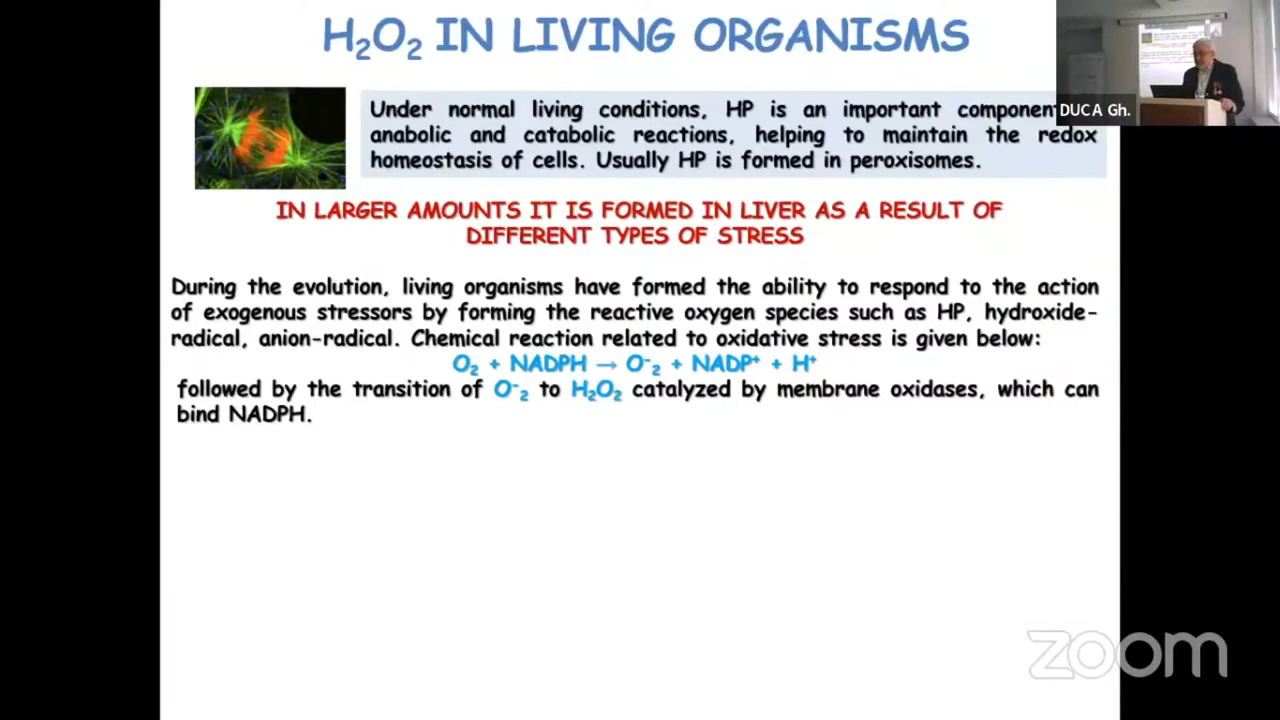 H₂O₂ IN LIVING ORGANISMS
DUCA Gh.
Under normal living conditions, HP is an important component
anabolic and catabolic reactions, helping to maintain the redox
homeostasis of cells. Usually HP is formed in peroxisomes.
IN LARGER AMOUNTS IT IS FORMED IN LIVER AS A RESULT OF
DIFFERENT TYPES OF STRESS
During the evolution, living organisms have formed the ability to respond to the action
of exogenous stressors by forming the reactive oxygen species such as HP, hydroxide-
radical, anion-radical. Chemical reaction related to oxidative stress is given below:
O₂ + NADPH → O⁻₂ + NADP⁺ + H⁺
followed by the transition of O⁻₂ to H₂O₂ catalyzed by membrane oxidases, which can
bind NADPH.
zoom